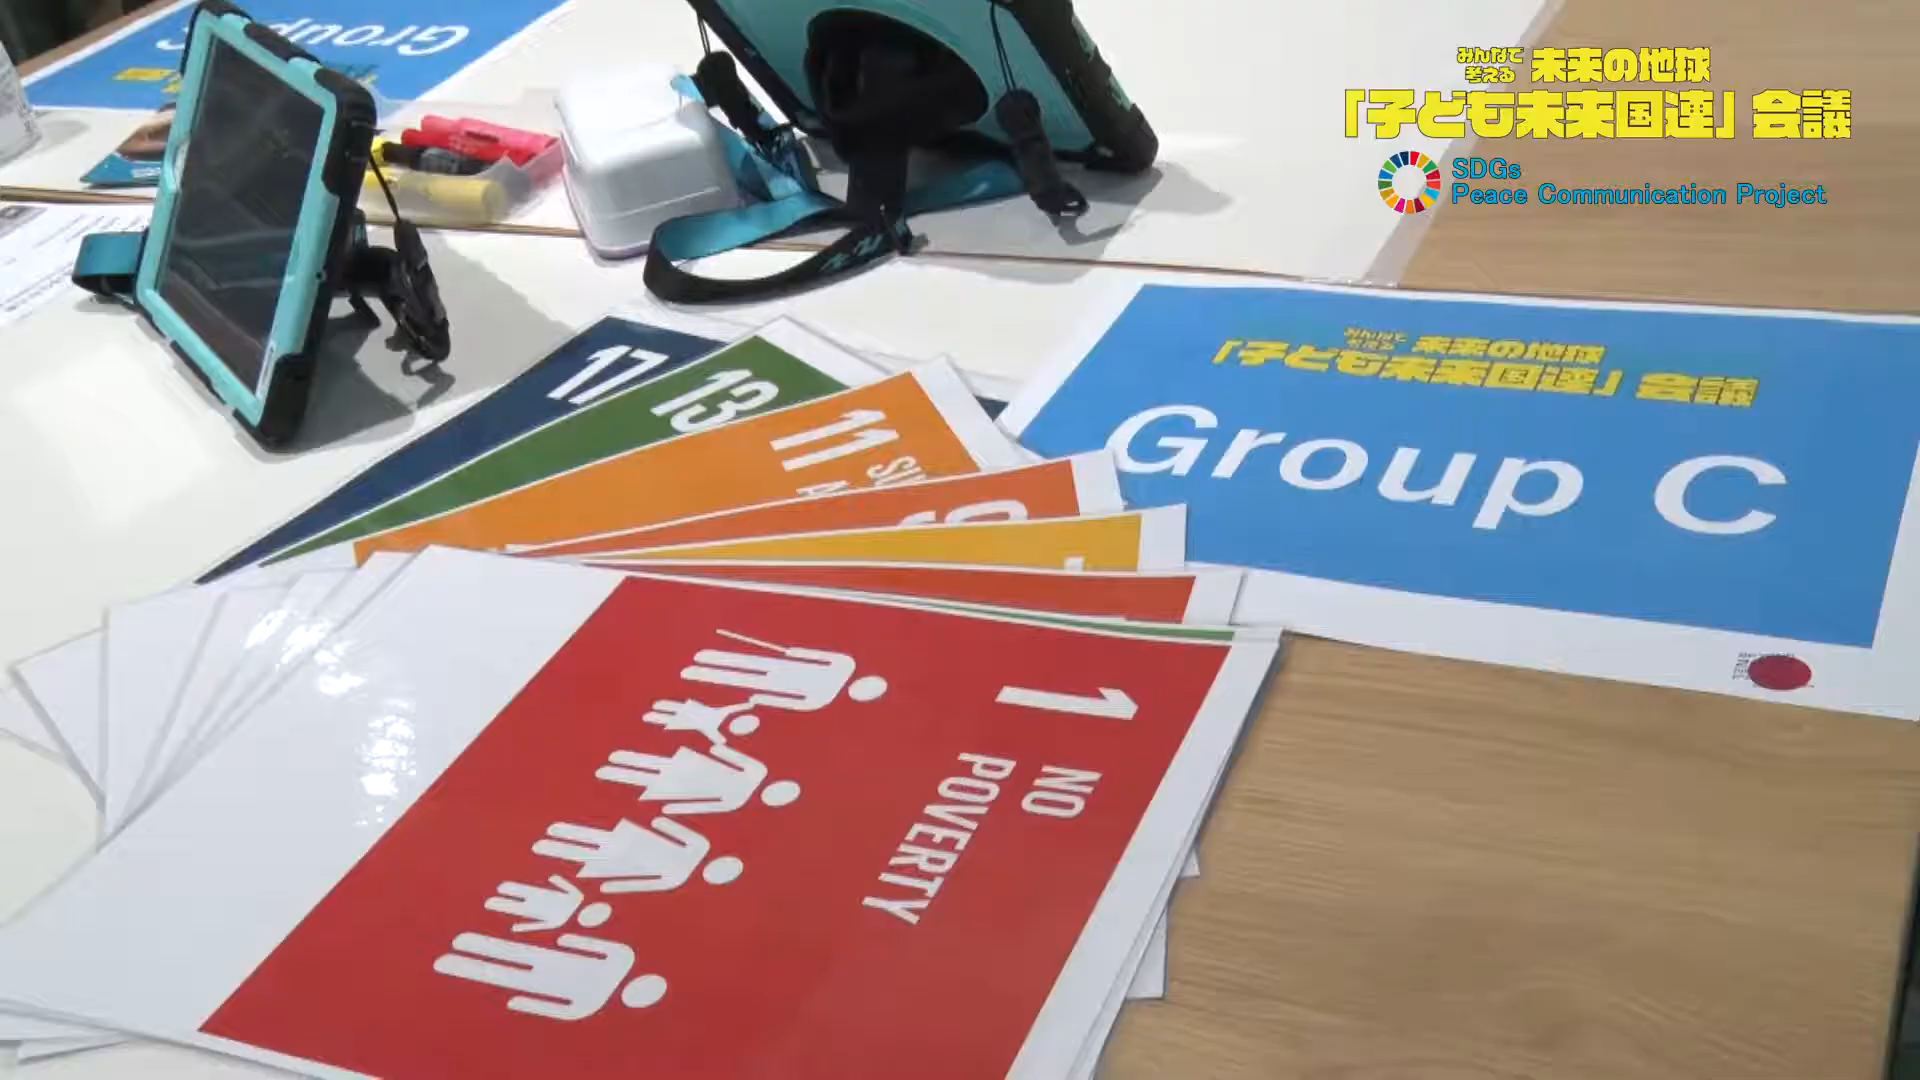 みんなで
考える 未来の地球
「子ども未来国連」会議
SDGs
Peace Communication Project
Group C
みんなで
考える 未来の地球
「子ども未来国連」会議
Group C
17
13
11
1
NO
POVERTY